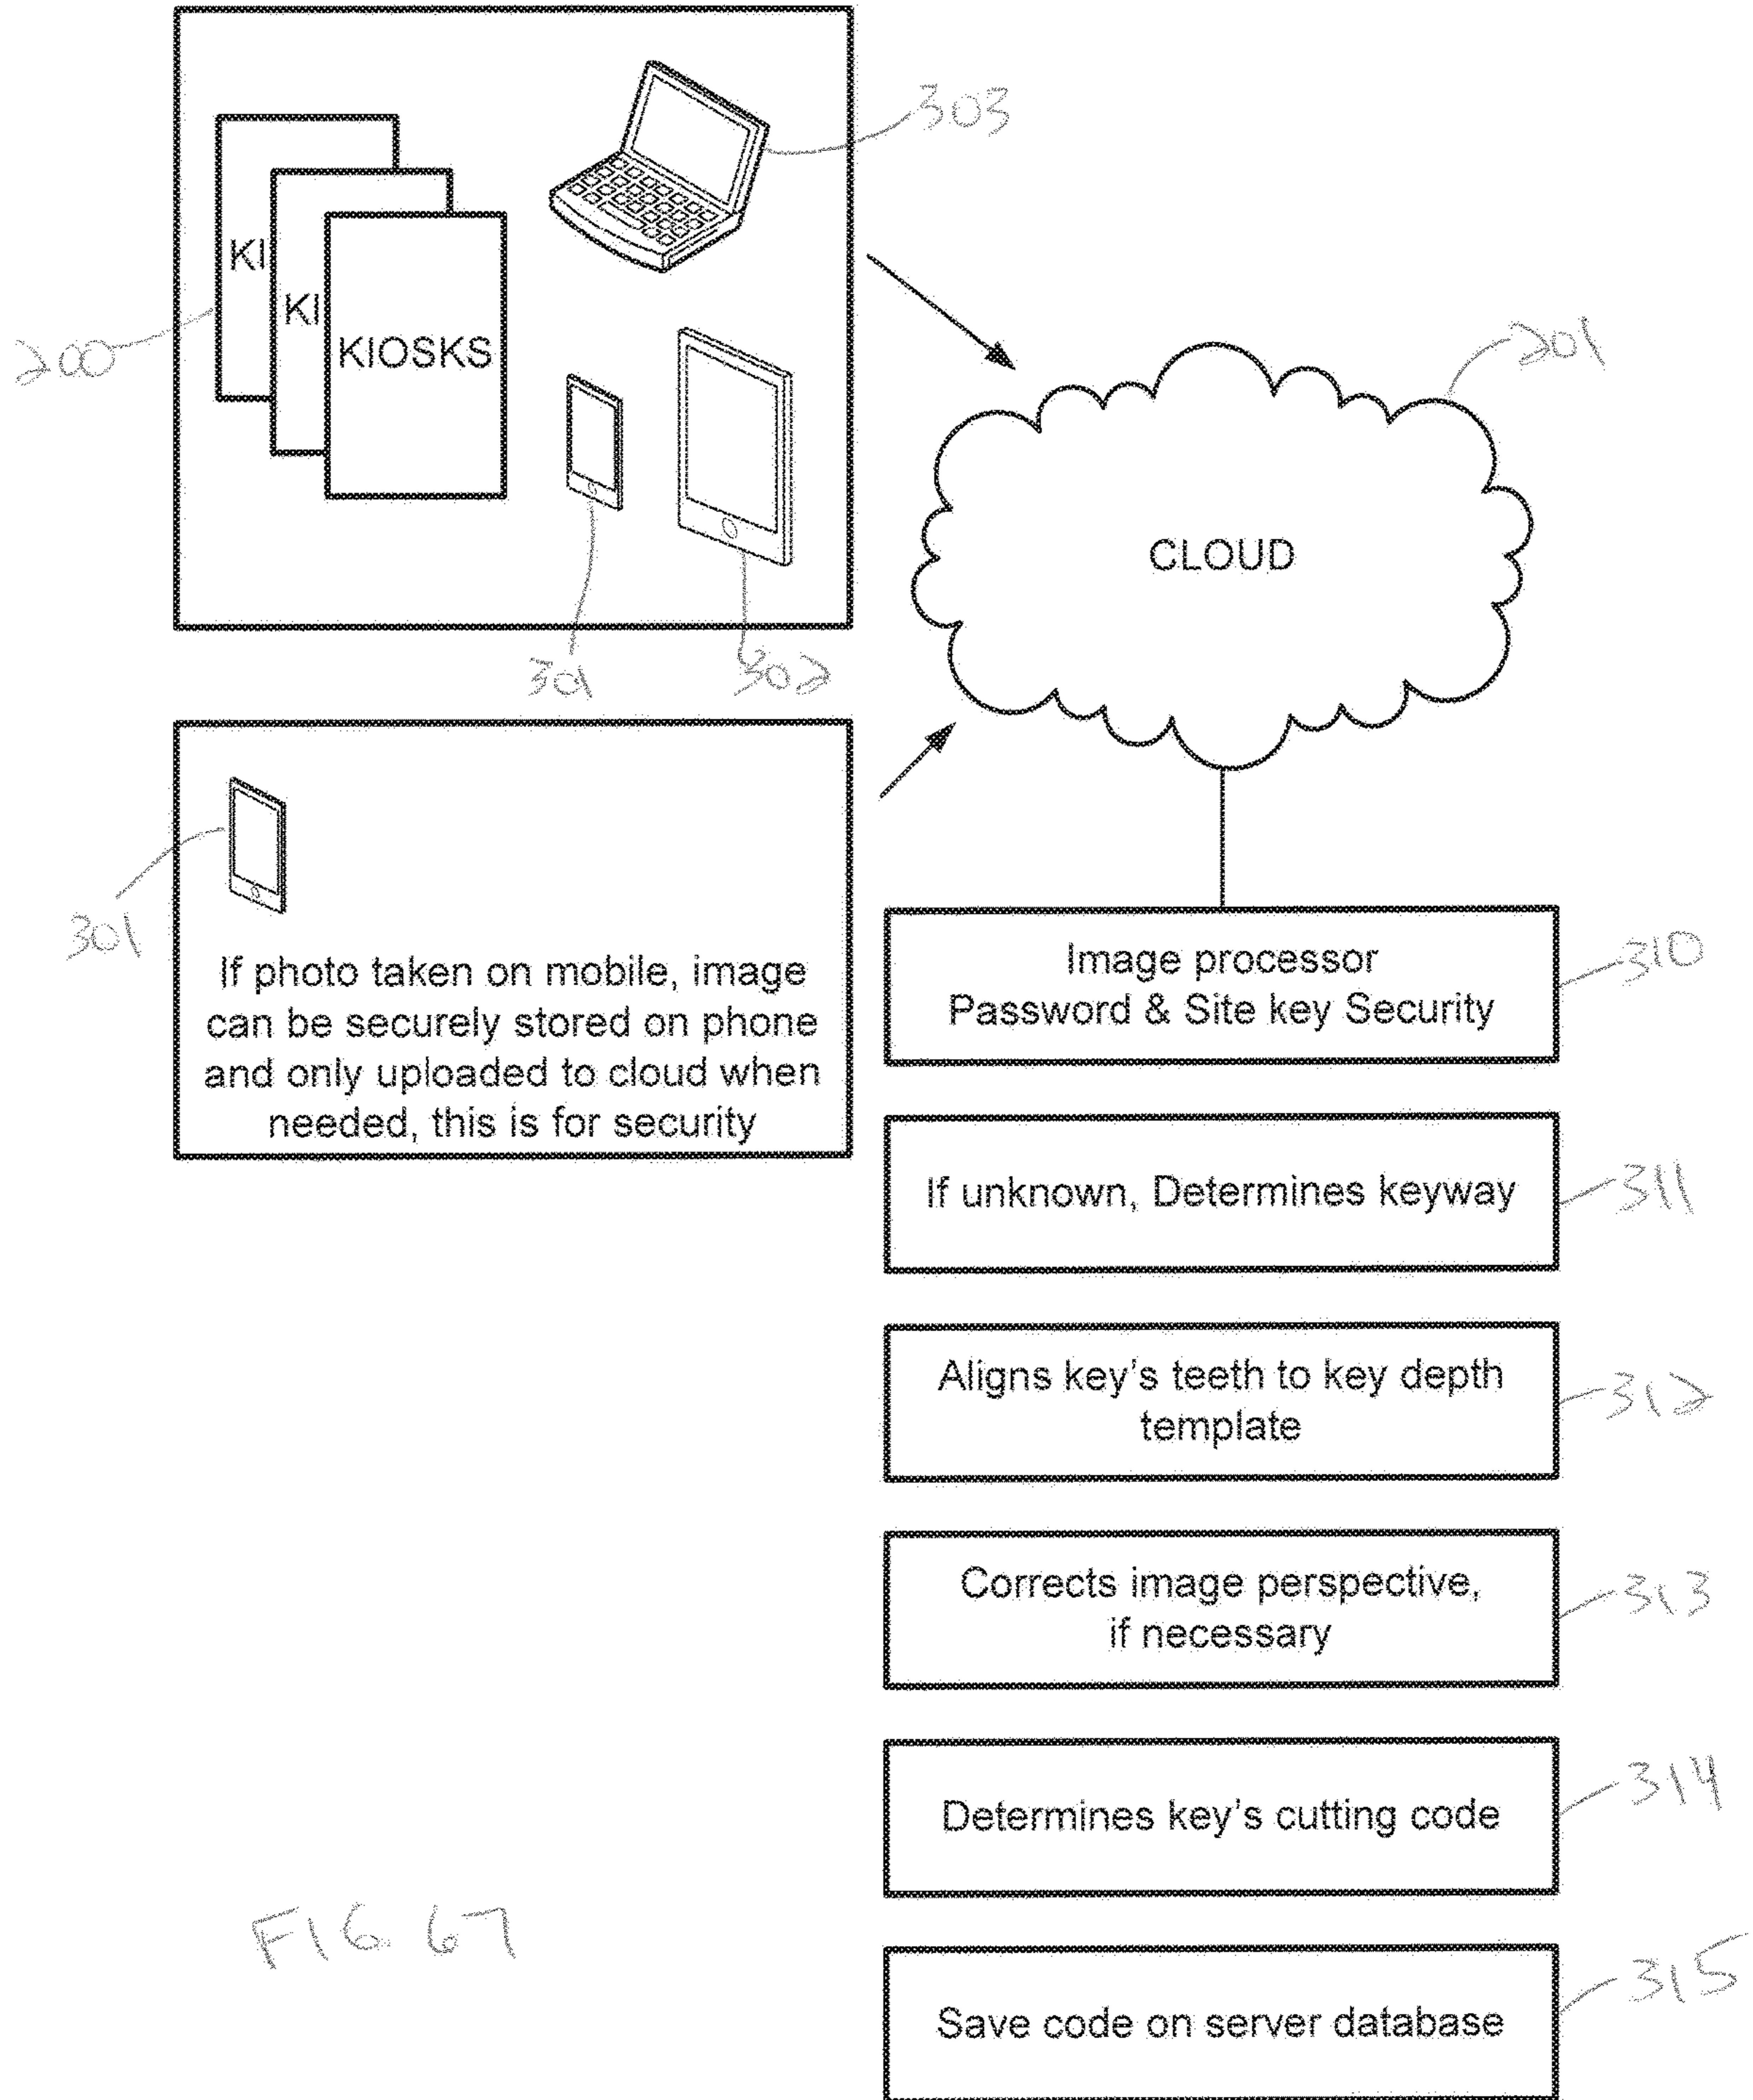 303
KI
KI
KIOSKS
200
201
CLOUD
301
302
301
If photo taken on mobile, image
can be securely stored on phone
and only uploaded to cloud when
needed, this is for security
Image processor
Password & Site key Security
310
If unknown, Determines keyway
311
Aligns key's teeth to key depth
template
312
Corrects image perspective,
if necessary
313
Determines key's cutting code
314
Save code on server database
315
FIG. 67